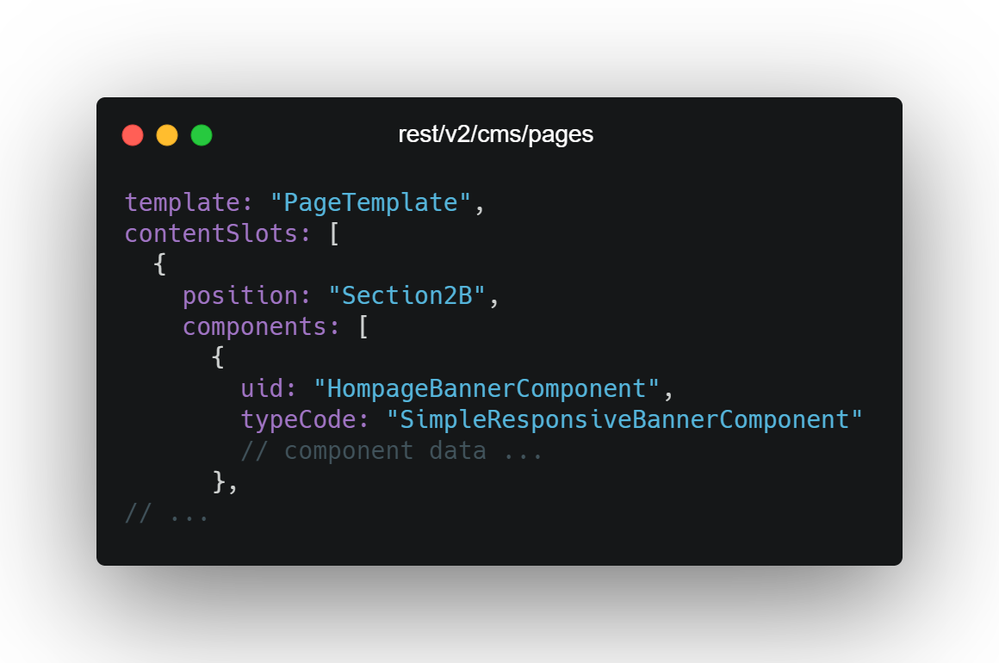 rest/v2/cms/pages
template: "PageTemplate",
contentSlots: [
  {
    position: "Section2B",
    components: [
      {
        uid: "HompageBannerComponent",
        typeCode: "SimpleResponsiveBannerComponent"
        // component data ...
      },
// ...